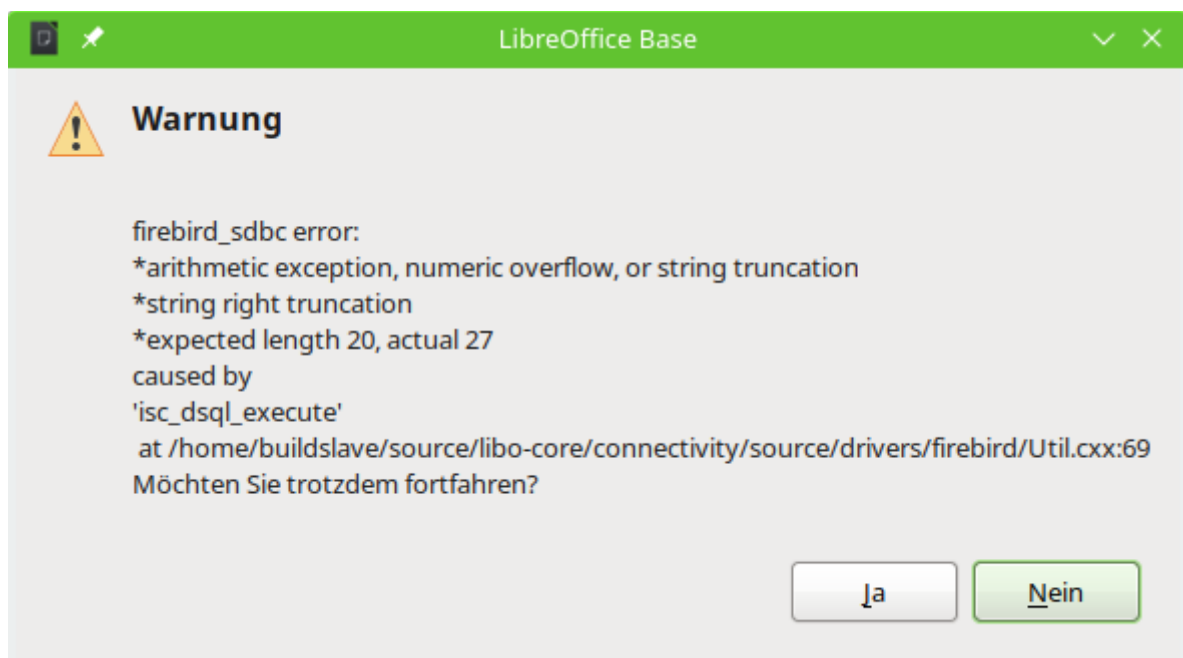 LibreOffice Base
Warnung
firebird_sdbc error:
*arithmetic exception, numeric overflow, or string truncation
*string right truncation
*expected length 20, actual 27
caused by
'isc_dsql_execute'
at /home/buildslave/source/libo-core/connectivity/source/drivers/firebird/Util.cxx:69
Möchten Sie trotzdem fortfahren?
Ja
Nein